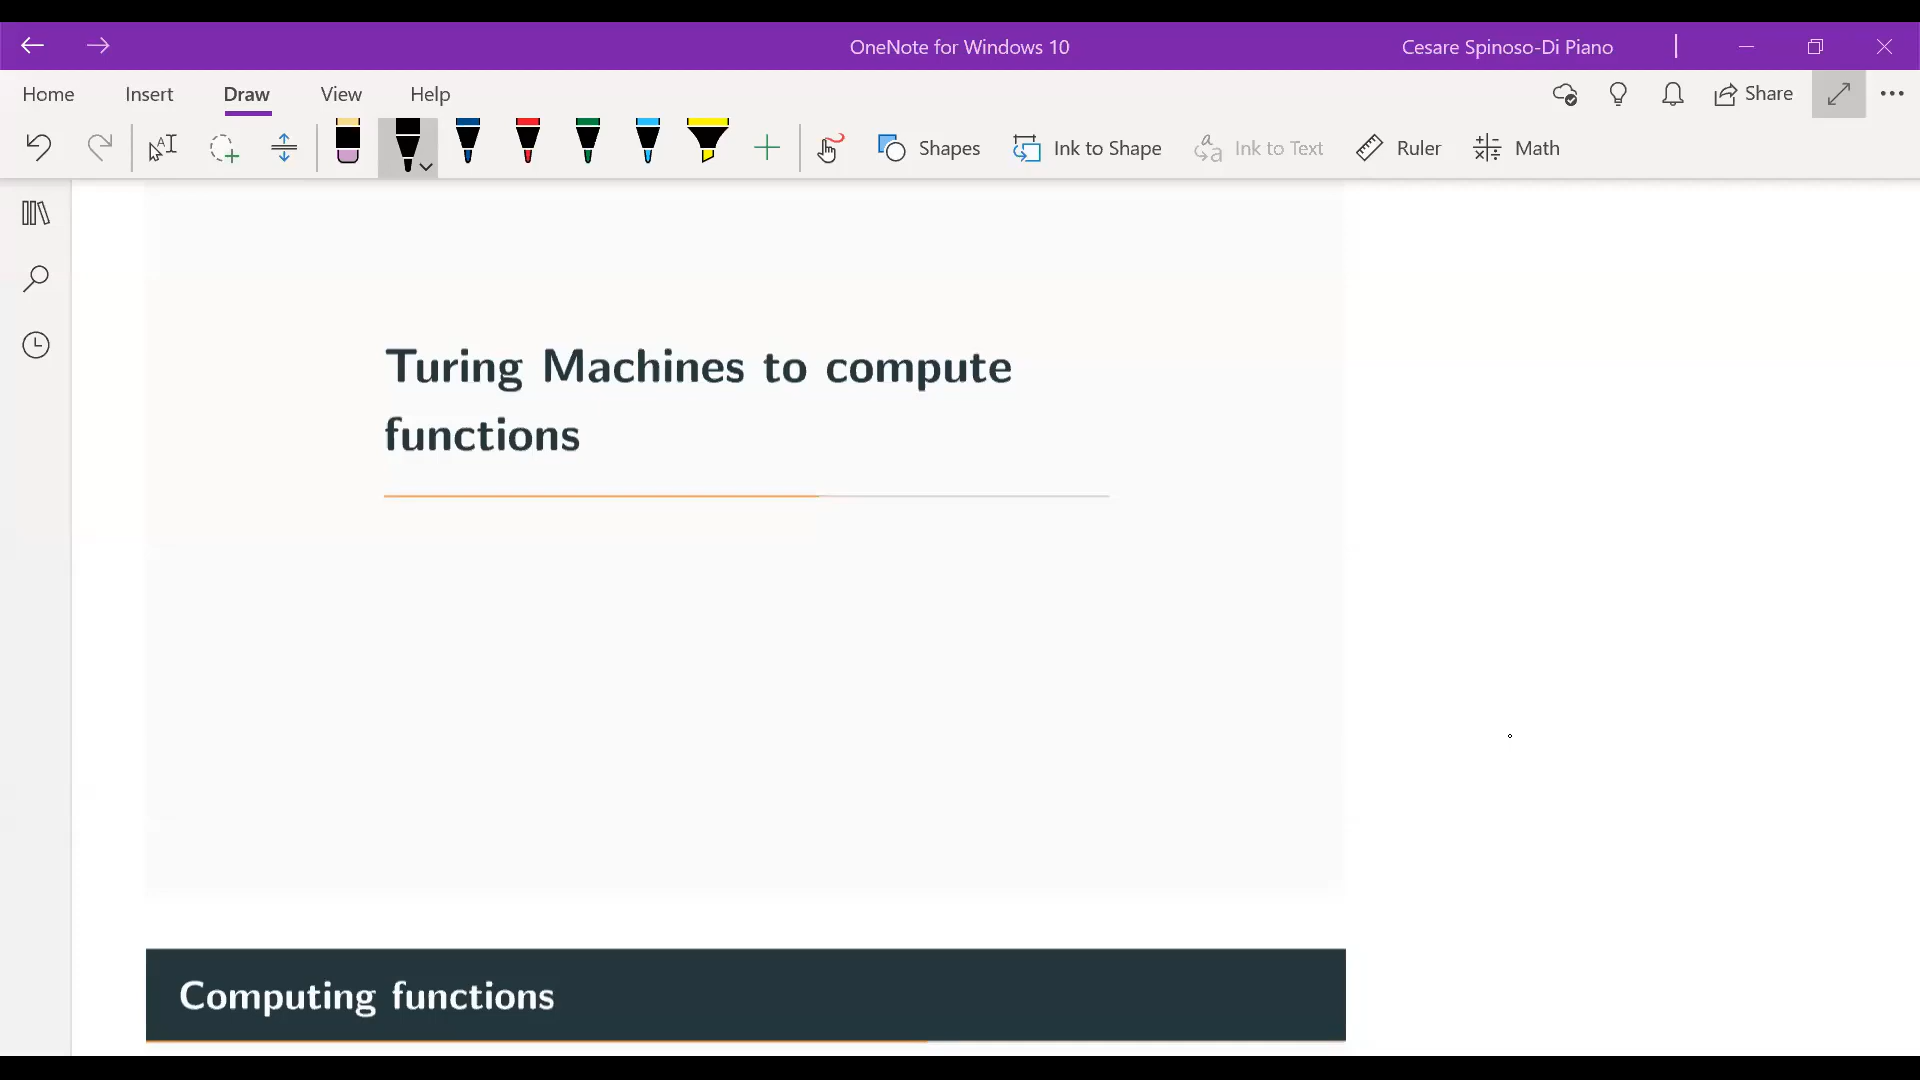 OneNote for Windows 10
Cesare Spinoso-Di Piano
Home Insert Draw View Help
Share
Shapes Ink to Shape Ink to Text Ruler Math
Turing Machines to compute
functions
Computing functions